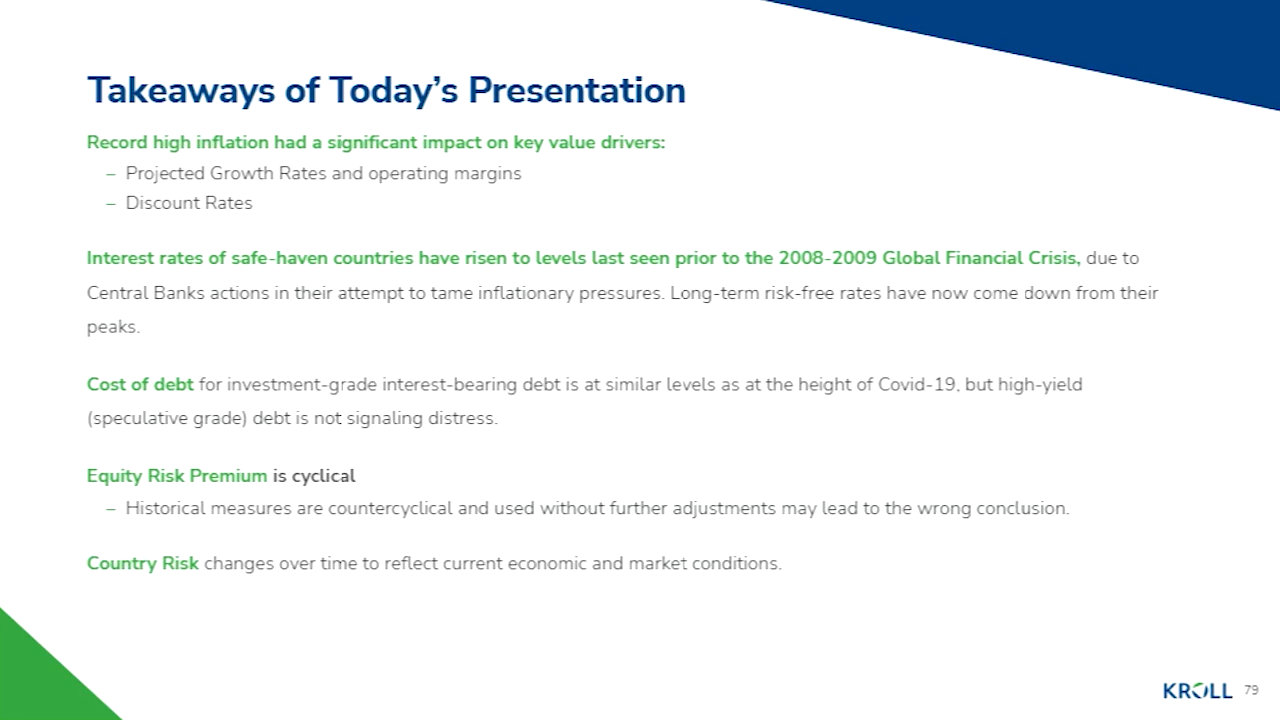 Takeaways of Today’s Presentation
Record high inflation had a significant impact on key value drivers:
– Projected Growth Rates and operating margins
– Discount Rates
Interest rates of safe-haven countries have risen to levels last seen prior to the 2008-2009 Global Financial Crisis, due to
Central Banks actions in their attempt to tame inflationary pressures. Long-term risk-free rates have now come down from their
peaks.
Cost of debt for investment-grade interest-bearing debt is at similar levels as at the height of Covid-19, but high-yield
(speculative grade) debt is not signaling distress.
Equity Risk Premium is cyclical
– Historical measures are countercyclical and used without further adjustments may lead to the wrong conclusion.
Country Risk changes over time to reflect current economic and market conditions.
KROLL 79